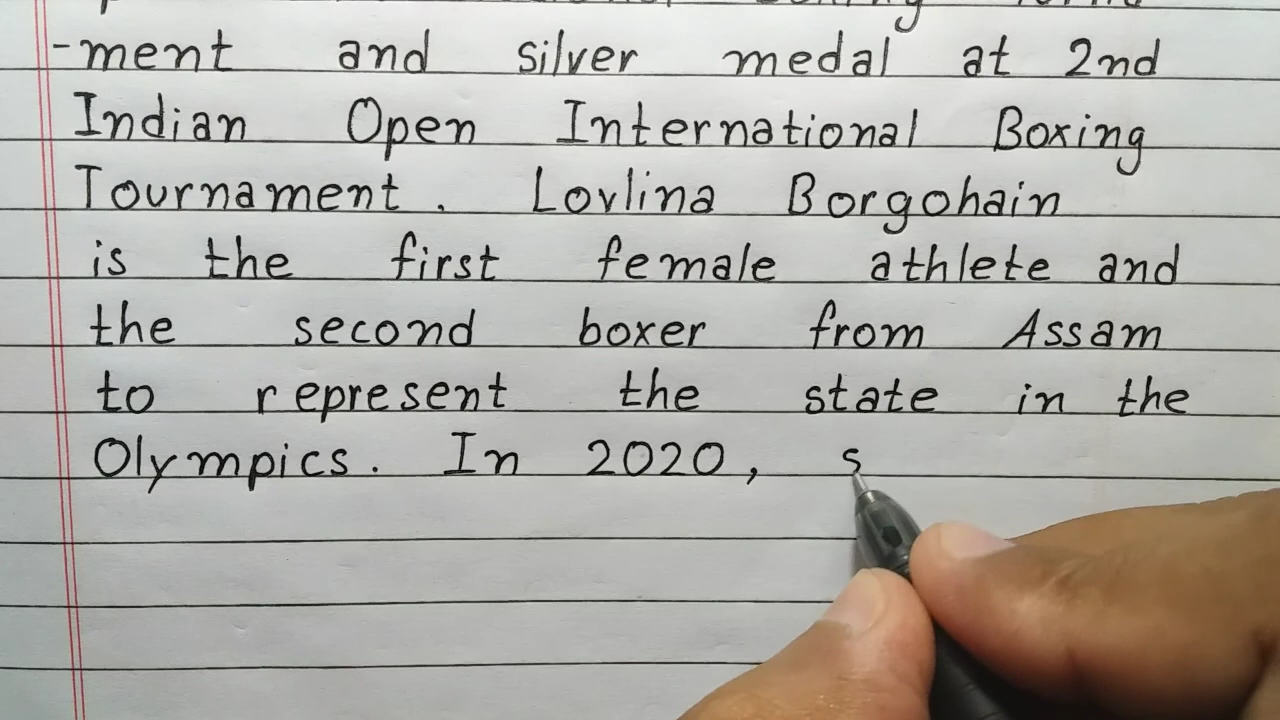 -ment and silver medal at 2nd
Indian Open International Boxing
Tournament. Lovlina Borgohain
is the first female athlete and
the second boxer from Assam
to represent the state in the
Olympics. In 2020, s